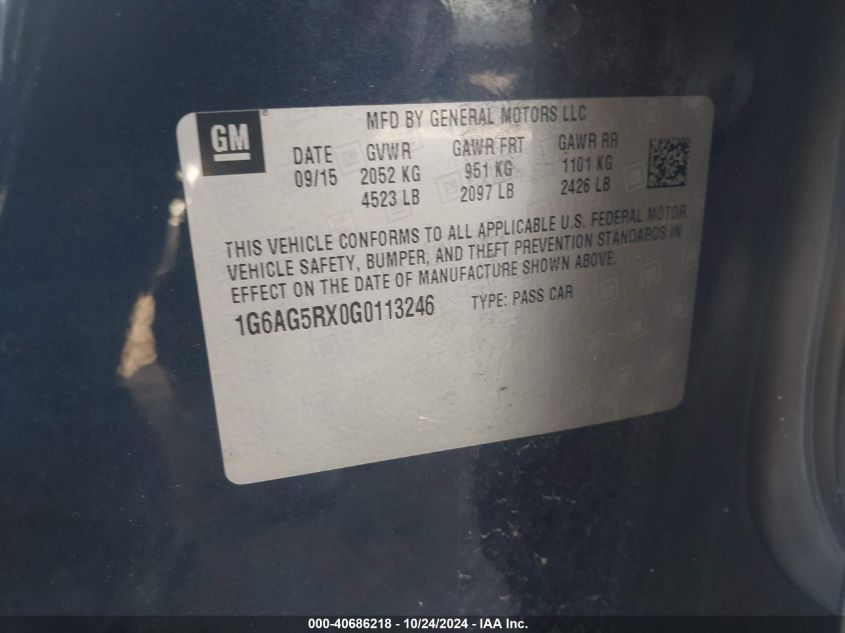 GM ®
MFD BY GENERAL MOTORS LLC
DATE GVWR GAWR FRT GAWR RR
09/15 2052 KG 951 KG 1101 KG
4523 LB 2097 LB 2426 LB
THIS VEHICLE CONFORMS TO ALL APPLICABLE U.S. FEDERAL MOTOR
VEHICLE SAFETY, BUMPER, AND THEFT PREVENTION STANDARDS IN
EFFECT ON THE DATE OF MANUFACTURE SHOWN ABOVE.
1G6AG5RX0G0113246 TYPE: PASS CAR
000-40686218 - 10/24/2024 - IAA Inc.